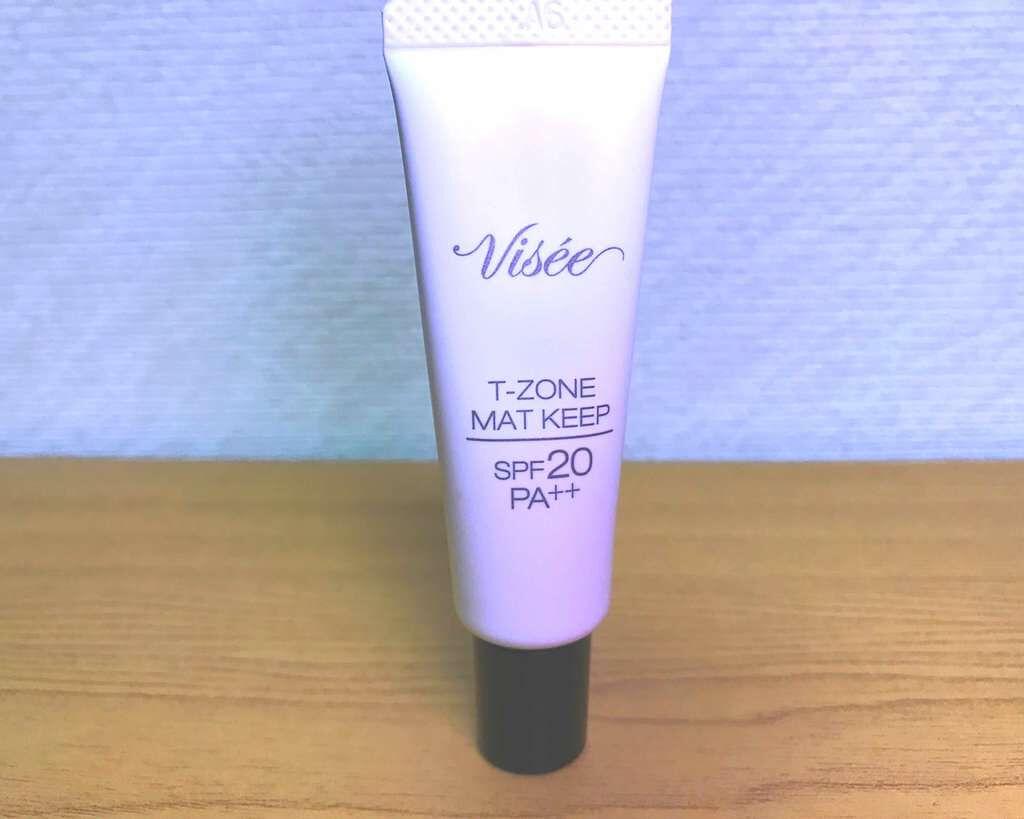 Visée
T-ZONE
MAT KEEP
SPF20
PA++